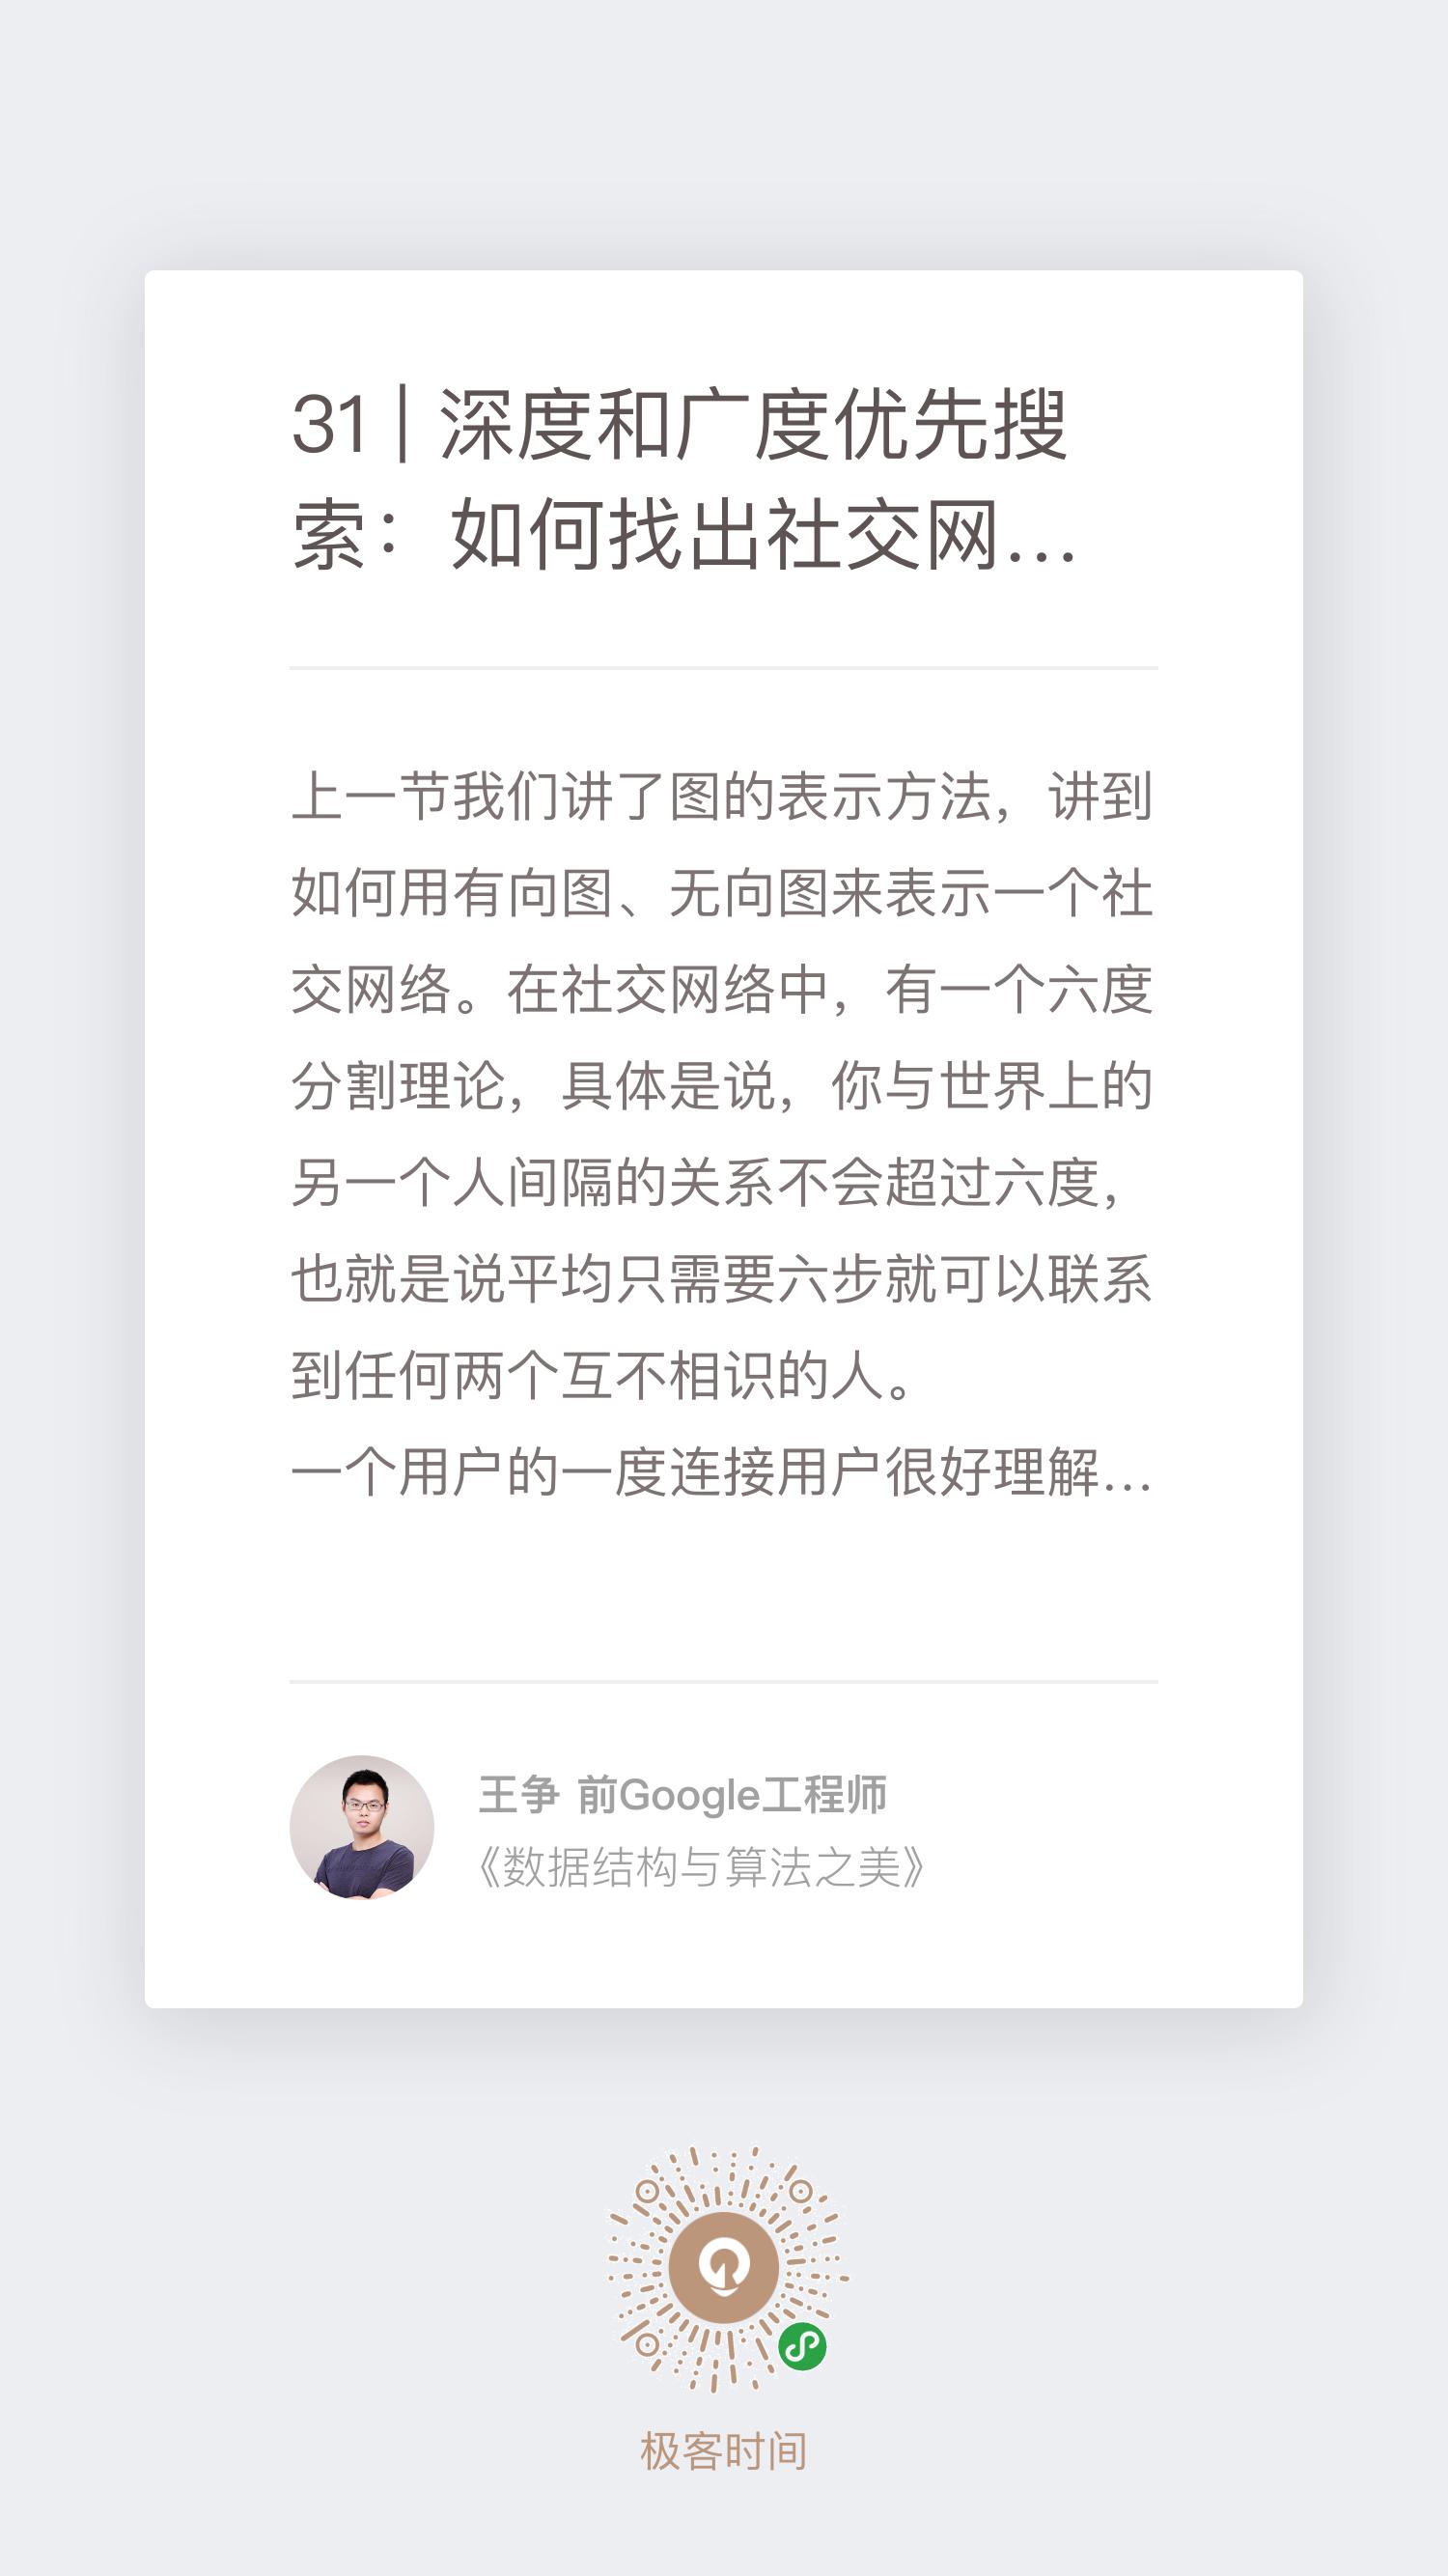 31 | 深度和广度优先搜
索：如何找出社交网...
上一节我们讲了图的表示方法，讲到
如何用有向图、无向图来表示一个社
交网络。在社交网络中，有一个六度
分割理论，具体是说，你与世界上的
另一个人间隔的关系不会超过六度，
也就是说平均只需要六步就可以联系
到任何两个互不相识的人。
一个用户的一度连接用户很好理解...
王争 前Google工程师
《数据结构与算法之美》
极客时间